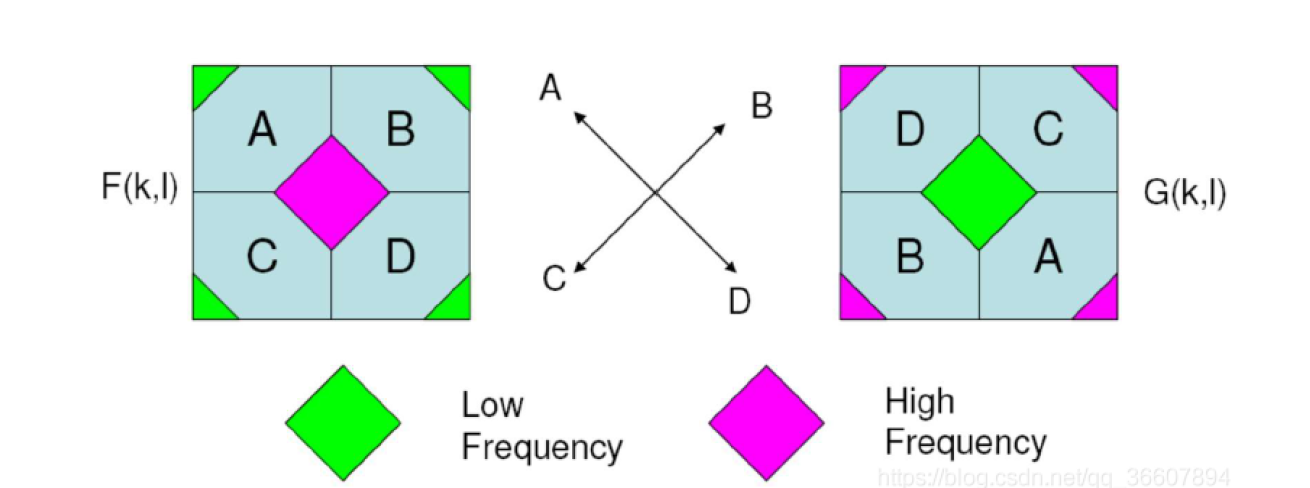 F(k,l)
A
B
C
D
A
B
C
D
D
C
B
A
G(k,l)
Low
Frequency
High
Frequency
https://blog.csdn.net/qq_36607894